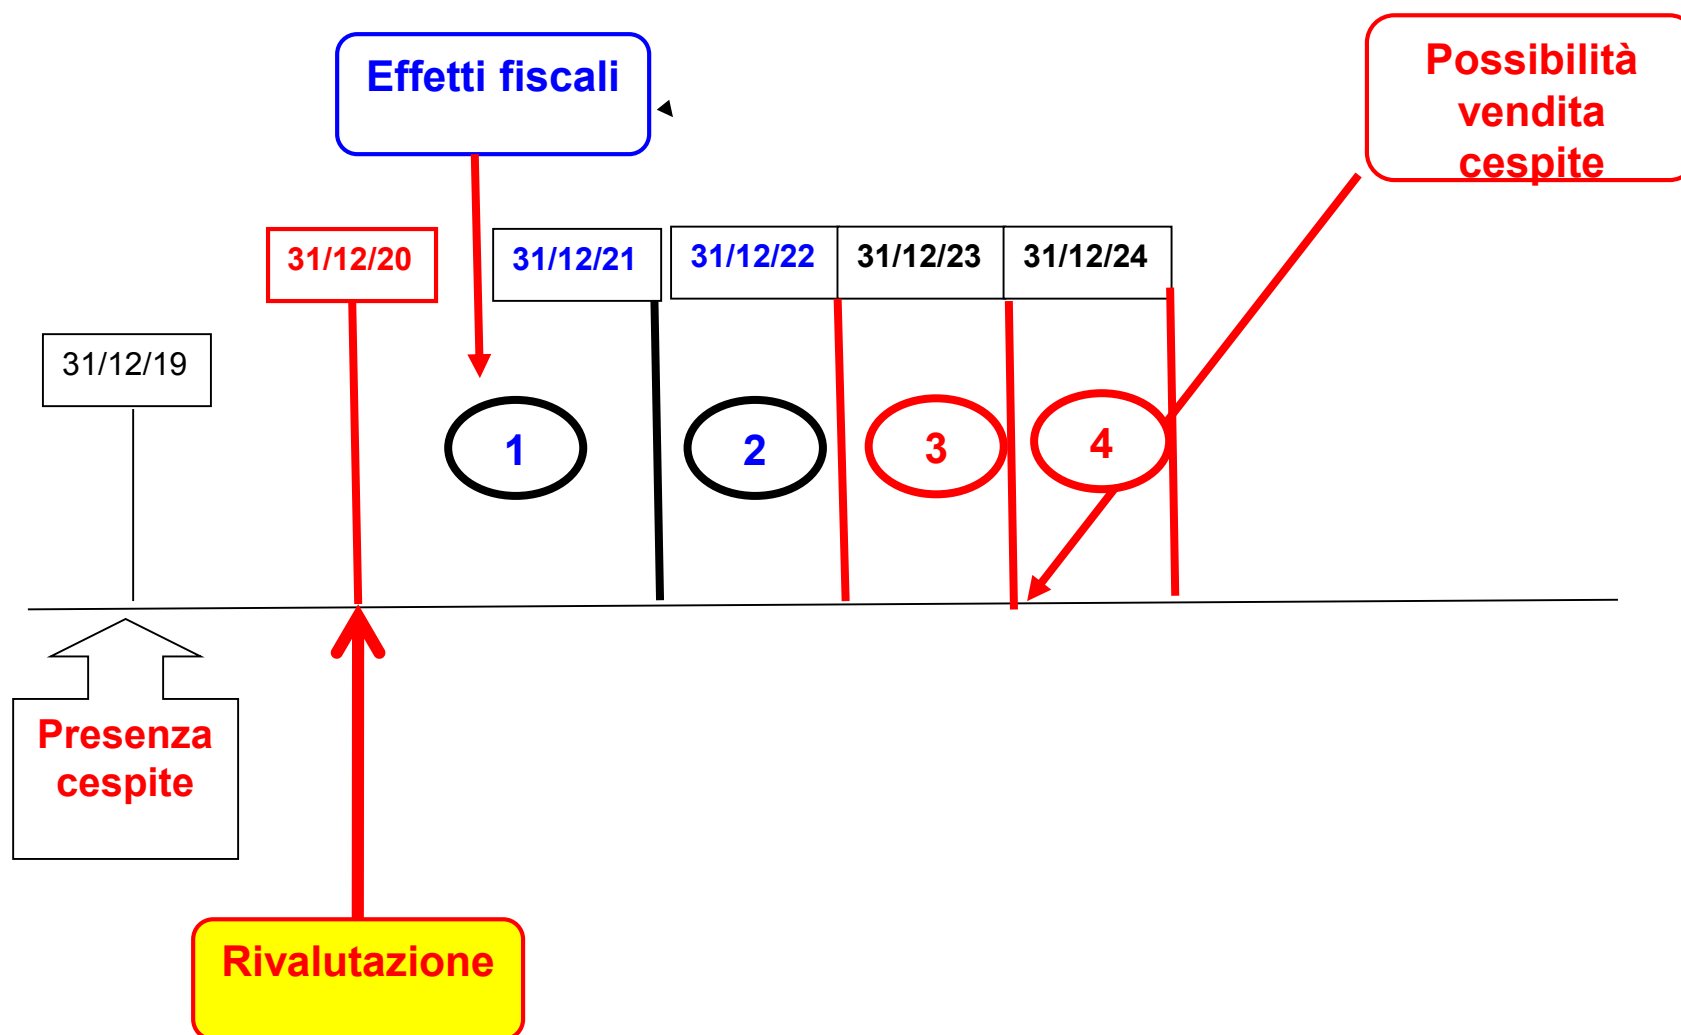 Effetti fiscali
Possibilità
vendita
cespite
31/12/20
31/12/21
31/12/22
31/12/23
31/12/24
31/12/19
1
2
3
4
Presenza
cespite
Rivalutazione